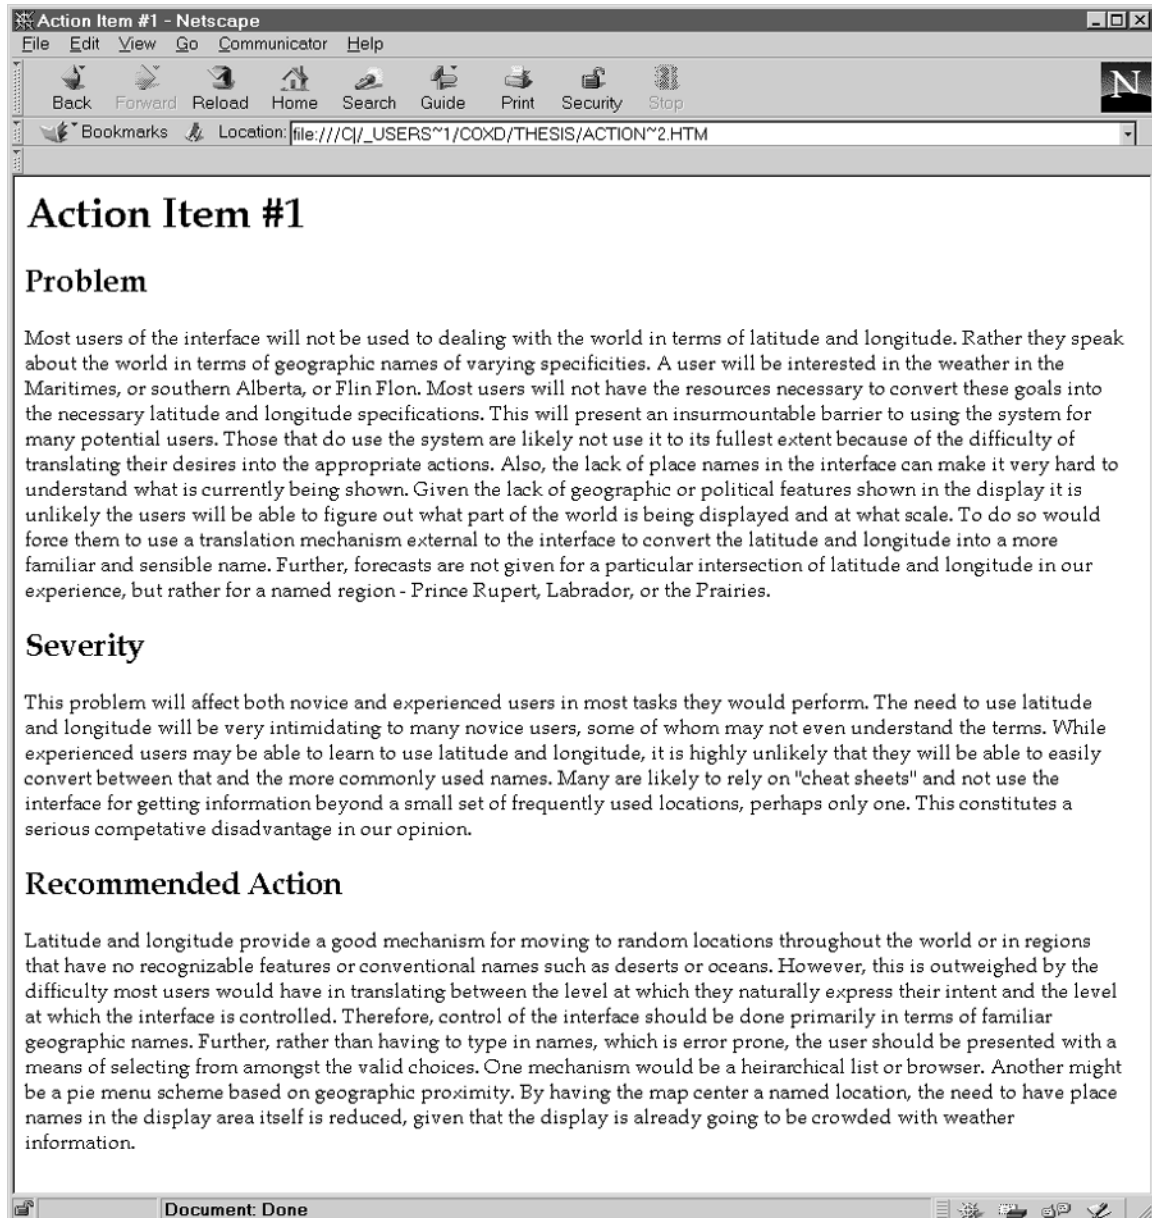 Action Item #1 - Netscape
File Edit View Go Communicator Help
Back Forward Reload Home Search Guide Print Security Stop
N
Bookmarks Location: file:///C|/_USERS~1/COXD/THESIS/ACTION~2.HTM
Action Item #1
Problem
Most users of the interface will not be used to dealing with the world in terms of latitude and longitude. Rather they speak
about the world in terms of geographic names of varying specificities. A user will be interested in the weather in the
Maritimes, or southern Alberta, or Flin Flon. Most users will not have the resources necessary to convert these goals into
the necessary latitude and longitude specifications. This will present an insurmountable barrier to using the system for
many potential users. Those that do use the system are likely not use it to its fullest extent because of the difficulty of
translating their desires into the appropriate actions. Also, the lack of place names in the interface can make it very hard to
understand what is currently being shown. Given the lack of geographic or political features shown in the display it is
unlikely the users will be able to figure out what part of the world is being displayed and at what scale. To do so would
force them to use a translation mechanism external to the interface to convert the latitude and longitude into a more
familiar and sensible name. Further, forecasts are not given for a particular intersection of latitude and longitude in our
experience, but rather for a named region - Prince Rupert, Labrador, or the Prairies.
Severity
This problem will affect both novice and experienced users in most tasks they would perform. The need to use latitude
and longitude will be very intimidating to many novice users, some of whom may not even understand the terms. While
experienced users may be able to learn to use latitude and longitude, it is highly unlikely that they will be able to easily
convert between that and the more commonly used names. Many are likely to rely on "cheat sheets" and not use the
interface for getting information beyond a small set of frequently used locations, perhaps only one. This constitutes a
serious competative disadvantage in our opinion.
Recommended Action
Latitude and longitude provide a good mechanism for moving to random locations throughout the world or in regions
that have no recognizable features or conventional names such as deserts or oceans. However, this is outweighed by the
difficulty most users would have in translating between the level at which they naturally express their intent and the level
at which the interface is controlled. Therefore, control of the interface should be done primarily in terms of familiar
geographic names. Further, rather than having to type in names, which is error prone, the user should be presented with a
means of selecting from amongst the valid choices. One mechanism would be a heirarchical list or browser. Another might
be a pie menu scheme based on geographic proximity. By having the map center a named location, the need to have place
names in the display area itself is reduced, given that the display is already going to be crowded with weather
information.
Document: Done